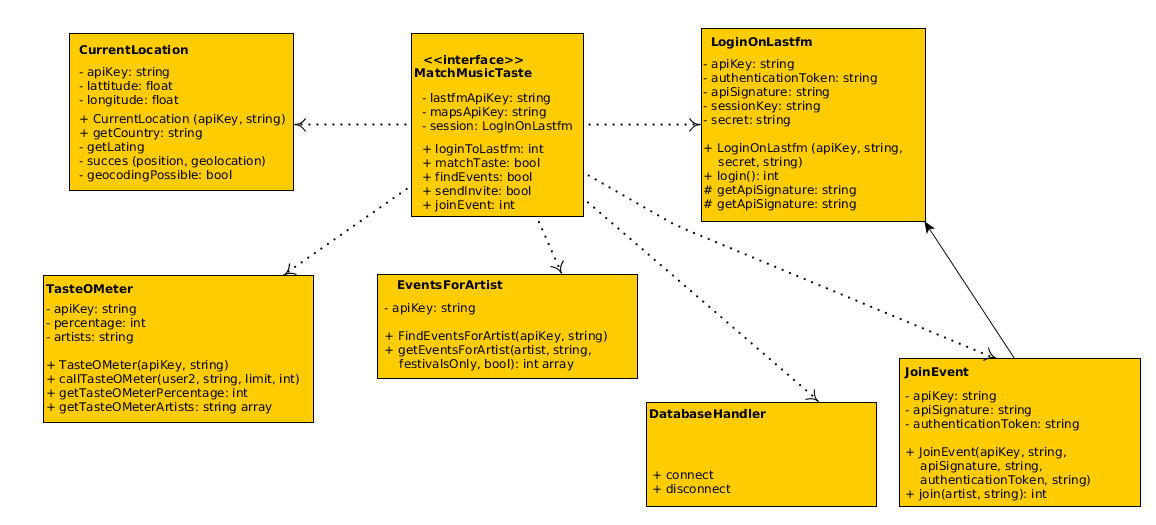 CurrentLocation
- apiKey: string
- lattitude: float
- longitude: float
+ CurrentLocation (apiKey, string)
+ getCountry: string
- getLating
- succes (position, geolocation)
- geocodingPossible: bool
<<interface>>
MatchMusicTaste
- lastfmApiKey: string
- mapsApiKey: string
- session: LogInOnLastfm
+ loginToLastfm: int
+ matchTaste: bool
+ findEvents: bool
+ sendInvite: bool
+ joinEvent: int
LoginOnLastfm
- apiKey: string
- authenticationToken: string
- apiSignature: string
- sessionKey: string
- secret: string
+ LoginOnLastfm (apiKey, string,
secret, string)
+ login(): int
# getApiSignature: string
# getApiSignature: string
TasteOMeter
- apiKey: string
- percentage: int
- artists: string
+ TasteOMeter(apiKey, string)
+ callTasteOMeter(user2, string, limit, int)
+ getTasteOMeterPercentage: int
+ getTasteOMeterArtists: string array
EventsForArtist
- apiKey: string
+ FindEventsForArtist(apiKey, string)
+ getEventsForArtist(artist, string,
festivalsOnly, bool): int array
DatabaseHandler
+ connect
+ disconnect
JoinEvent
- apiKey: string
- apiSignature: string
- authenticationToken: string
+ JoinEvent(apiKey, string,
apiSignature, string,
authenticationToken, string)
+ join(artist, string): int